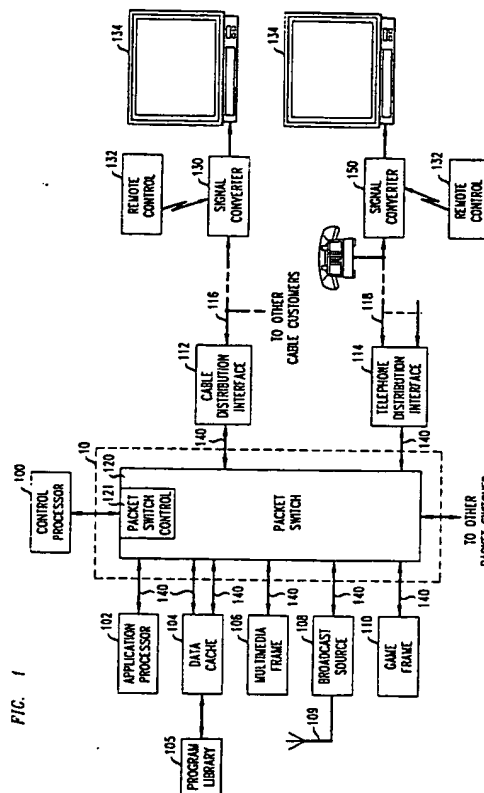 FIG. 1
100
CONTROL
PROCESSOR
10
120
121
PACKET
SWITCH
CONTROL
PACKET
SWITCH
102
APPLICATION
PROCESSOR
140
104
DATA
CACHE
140
140
105
PROGRAM
LIBRARY
106
MULTIMEDIA
FRAME
140
108
BROADCAST
SOURCE
140
109
110
GAME
FRAME
140
140
112
CABLE
DISTRIBUTION
INTERFACE
116
TO OTHER
CABLE CUSTOMERS
130
SIGNAL
CONVERTER
132
REMOTE
CONTROL
134
140
114
TELEPHONE
DISTRIBUTION
INTERFACE
118
150
SIGNAL
CONVERTER
132
REMOTE
CONTROL
134
TO OTHER
PACKET CUSTOMER